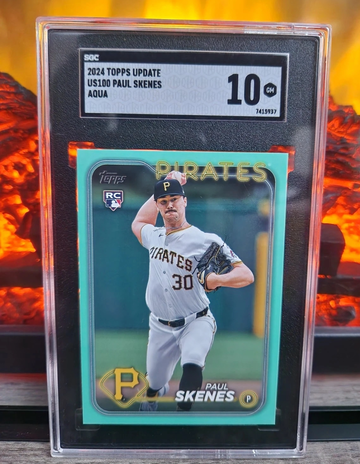 SGC
2024 TOPPS UPDATE
US100 PAUL SKENES
AQUA
10 GM
7415937
PIRATES
Topps
RC
P
PIRATES
30
P
PAUL
SKENES
P